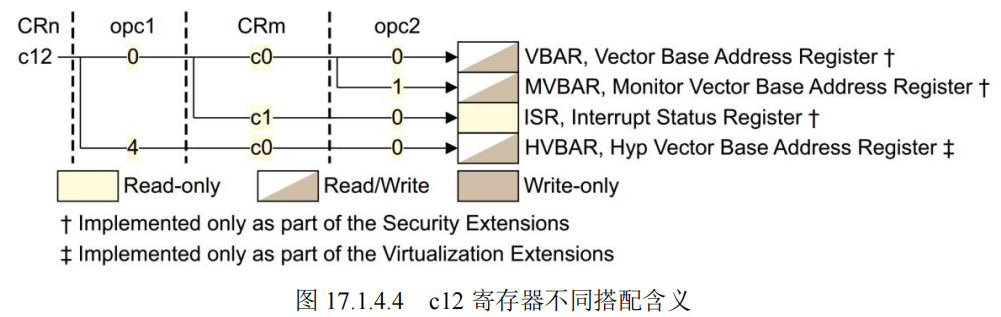 CRn opc1 CRm opc2
c12 0 c0 0 VBAR, Vector Base Address Register †
1 MVBAR, Monitor Vector Base Address Register †
c1 0 ISR, Interrupt Status Register †
4 c0 0 HVBAR, Hyp Vector Base Address Register ‡
Read-only Read/Write Write-only
† Implemented only as part of the Security Extensions
‡ Implemented only as part of the Virtualization Extensions
图 17.1.4.4 c12 寄存器不同搭配含义